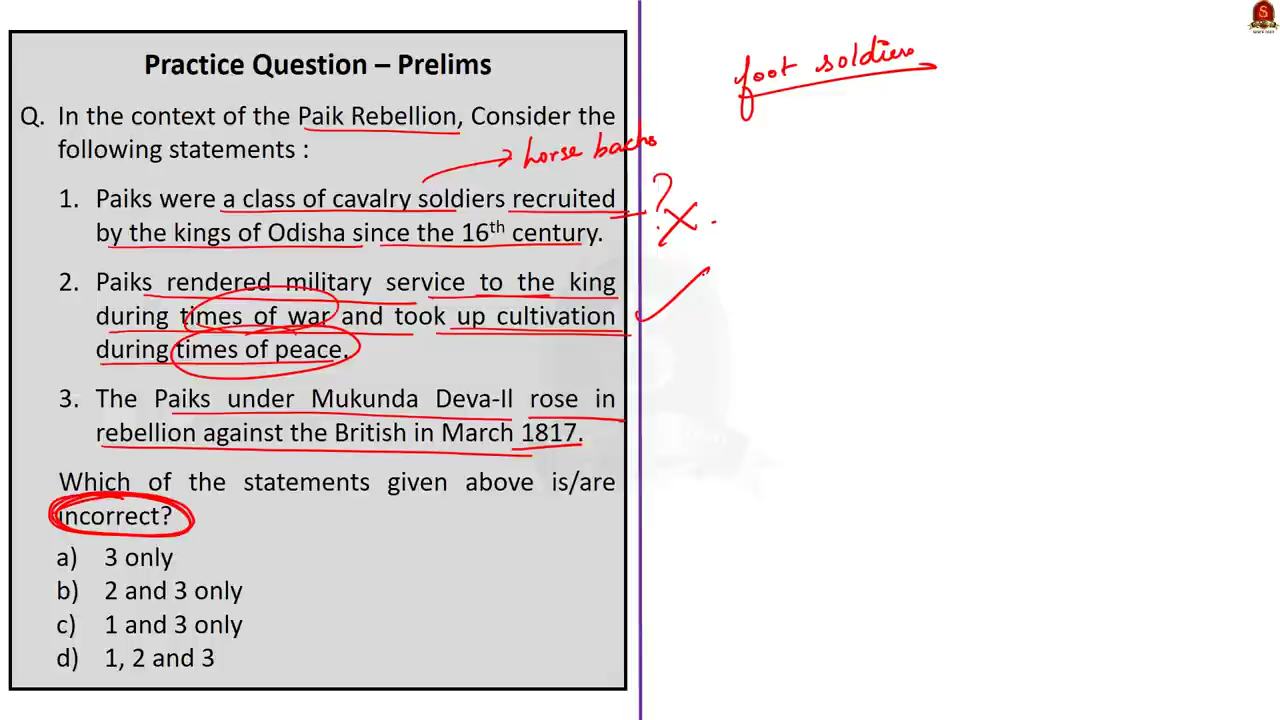 Practice Question – Prelims
foot soldiers
Q. In the context of the Paik Rebellion, Consider the
following statements :
horse backs
1. Paiks were a class of cavalry soldiers recruited
by the kings of Odisha since the 16th century.
?
2. Paiks rendered military service to the king
during times of war and took up cultivation
during times of peace.
3. The Paiks under Mukunda Deva-II rose in
rebellion against the British in March 1817.
Which of the statements given above is/are
incorrect?
a) 3 only
b) 2 and 3 only
c) 1 and 3 only
d) 1, 2 and 3